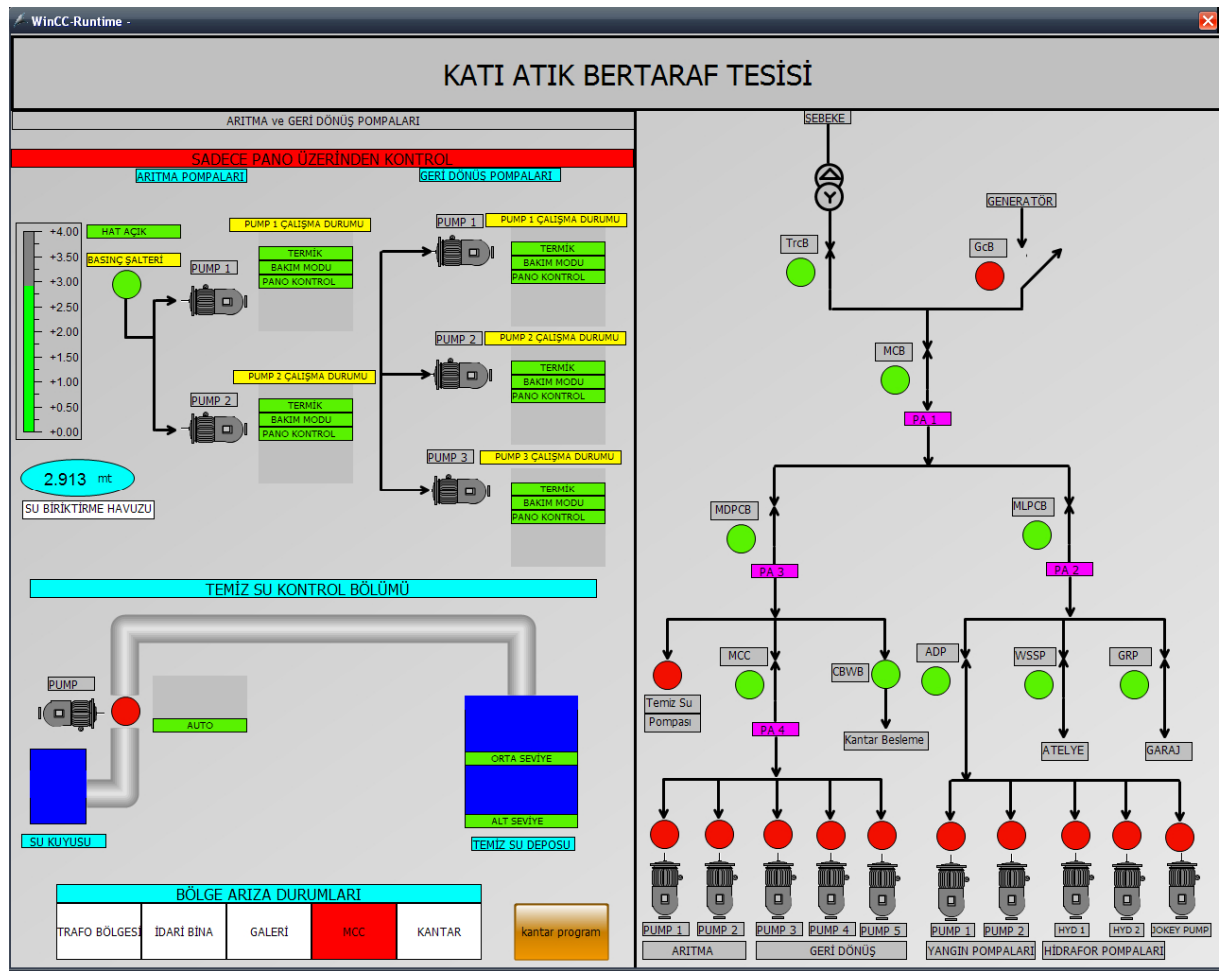 WinCC-Runtime -
KATI ATIK BERTARAF TESİSİ
ARITMA ve GERİ DÖNÜŞ POMPALARI
SADECE PANO ÜZERİNDEN KONTROL
ARITMA POMPALARI
GERİ DÖNÜŞ POMPALARI
+4.00
+3.50
+3.00
+2.50
+2.00
+1.50
+1.00
+0.50
+0.00
HAT AÇIK
BASINÇ ŞALTERİ
PUMP 1
PUMP 1 ÇALIŞMA DURUMU
TERMİK
BAKIM MODU
PANO KONTROL
PUMP 2
PUMP 2 ÇALIŞMA DURUMU
TERMİK
BAKIM MODU
PANO KONTROL
PUMP 1
PUMP 1 ÇALIŞMA DURUMU
TERMİK
BAKIM MODU
PANO KONTROL
PUMP 2
PUMP 2 ÇALIŞMA DURUMU
TERMİK
BAKIM MODU
PANO KONTROL
PUMP 3
PUMP 3 ÇALIŞMA DURUMU
TERMİK
BAKIM MODU
PANO KONTROL
2.913 mt
SU BİRİKTİRME HAVUZU
TEMİZ SU KONTROL BÖLÜMÜ
PUMP
AUTO
ORTA SEVİYE
ALT SEVİYE
SU KUYUSU
TEMİZ SU DEPOSU
BÖLGE ARIZA DURUMLARI
TRAFO BÖLGESİ
İDARİ BİNA
GALERİ
MCC
KANTAR
kantar program
ŞEBEKE
GENERATÖR
TrcB
GcB
MCB
PA 1
MDPCB
MLPCB
PA 3
PA 2
MCC
CBWB
ADP
WSSP
GRP
Temiz Su
Pompası
PA 4
Kantar Besleme
ATELYE
GARAJ
PUMP 1
PUMP 2
PUMP 3
PUMP 4
PUMP 5
PUMP 1
PUMP 2
HYD 1
HYD 2
JOKEY PUMP
ARITMA
GERİ DÖNÜŞ
YANGIN POMPALARI
HİDRAFOR POMPALARI